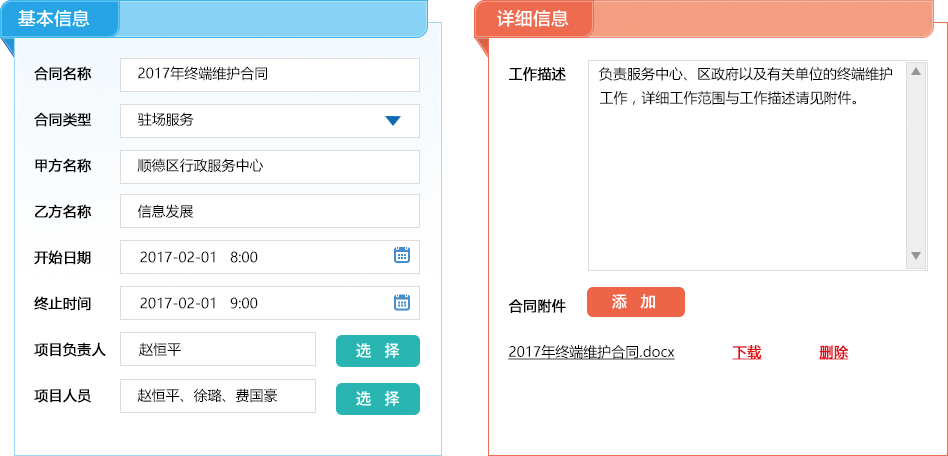 基本信息
合同名称 2017年终端维护合同
合同类型 驻场服务
甲方名称 顺德区行政服务中心
乙方名称 信息发展
开始日期 2017-02-01 8:00
终止时间 2017-02-01 9:00
项目负责人 赵恒平 选 择
项目人员 赵恒平、徐璐、费国豪 选 择
详细信息
工作描述 负责服务中心、区政府以及有关单位的终端维护
工作，详细工作范围与工作描述请见附件。
合同附件 添 加
2017年终端维护合同.docx 下载 删除